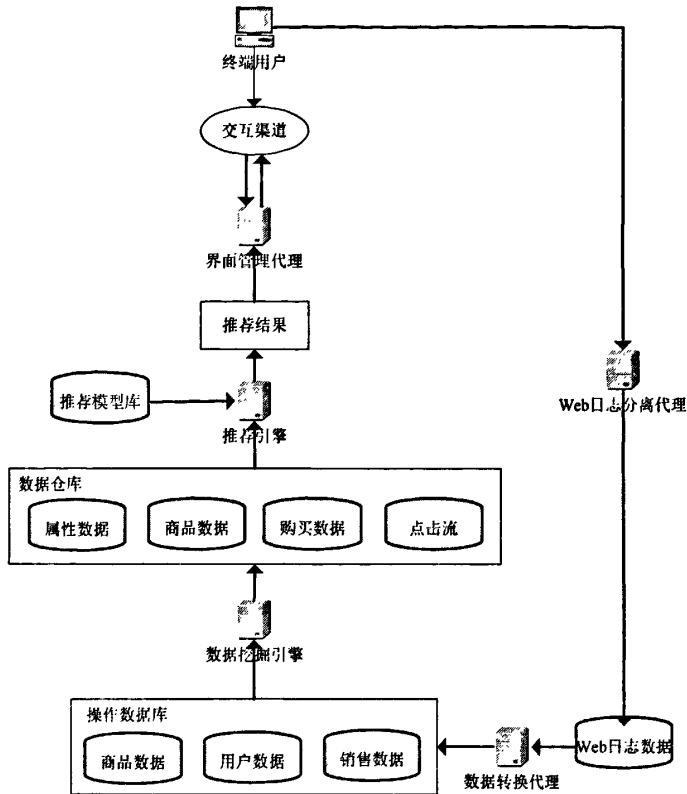 终端用户
交互渠道
界面管理代理
推荐结果
推荐模型库
推荐引擎
Web日志分离代理
数据仓库
属性数据
商品数据
购买数据
点击流
数据挖掘引擎
操作数据库
商品数据
用户数据
销售数据
数据转换代理
Web日志数据